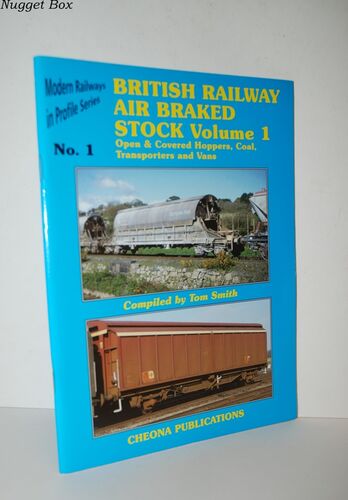 Nugget Box
Modern Railways
in Profile Series
No. 1
BRITISH RAILWAY
AIR BRAKED
STOCK Volume 1
Open & Covered Hoppers, Coal,
Transporters and Vans
Compiled by Tom Smith
CHEONA PUBLICATIONS